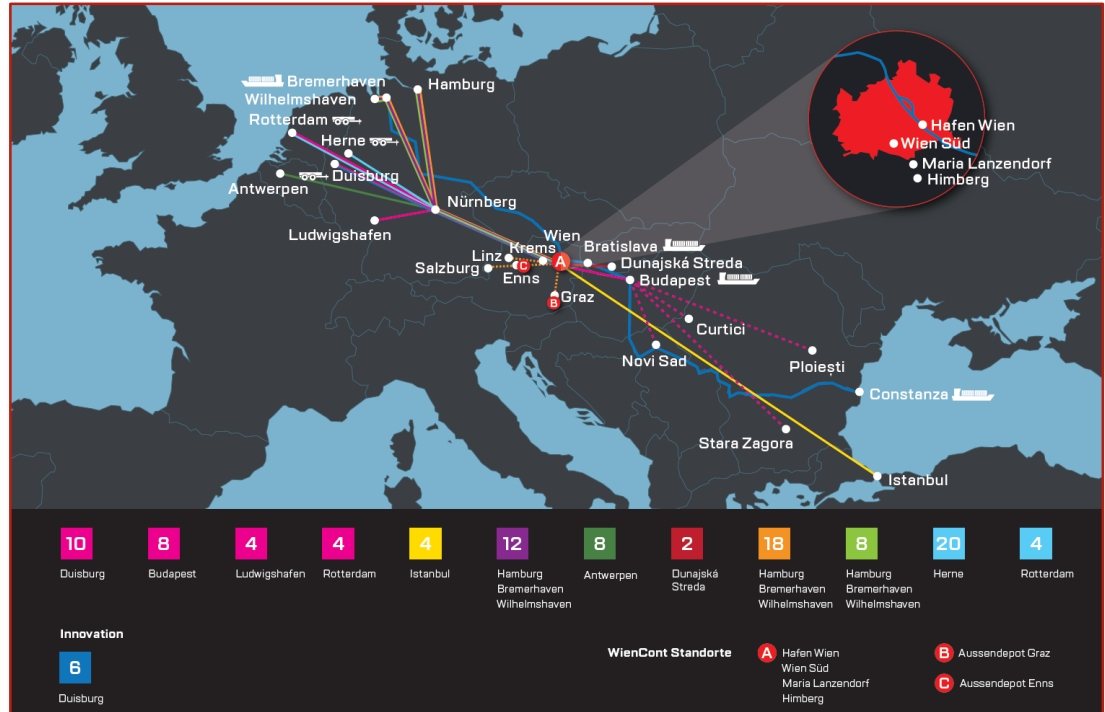 Bremerhaven
Hamburg
Wilhelmshaven
Rotterdam
Herne
Duisburg
Antwerpen
Nürnberg
Ludwigshafen
Hafen Wien
Wien Süd
Maria Lanzendorf
Himberg
Wien
Krems
Linz
Salzburg
Enns
A
C
Bratislava
Dunajská Streda
Budapest
Graz
B
Curtici
Novi Sad
Ploiești
Constanza
Stara Zagora
Istanbul
10
Duisburg
8
Budapest
4
Ludwigshafen
4
Rotterdam
4
Istanbul
12
Hamburg
Bremerhaven
Wilhelmshaven
8
Antwerpen
2
Dunajská
Streda
18
Hamburg
Bremerhaven
Wilhelmshaven
8
Hamburg
Bremerhaven
Wilhelmshaven
20
Herne
4
Rotterdam
Innovation
6
Duisburg
WienCont Standorte
A Hafen Wien
Wien Süd
Maria Lanzendorf
Himberg
B Aussendepot Graz
C Aussendepot Enns